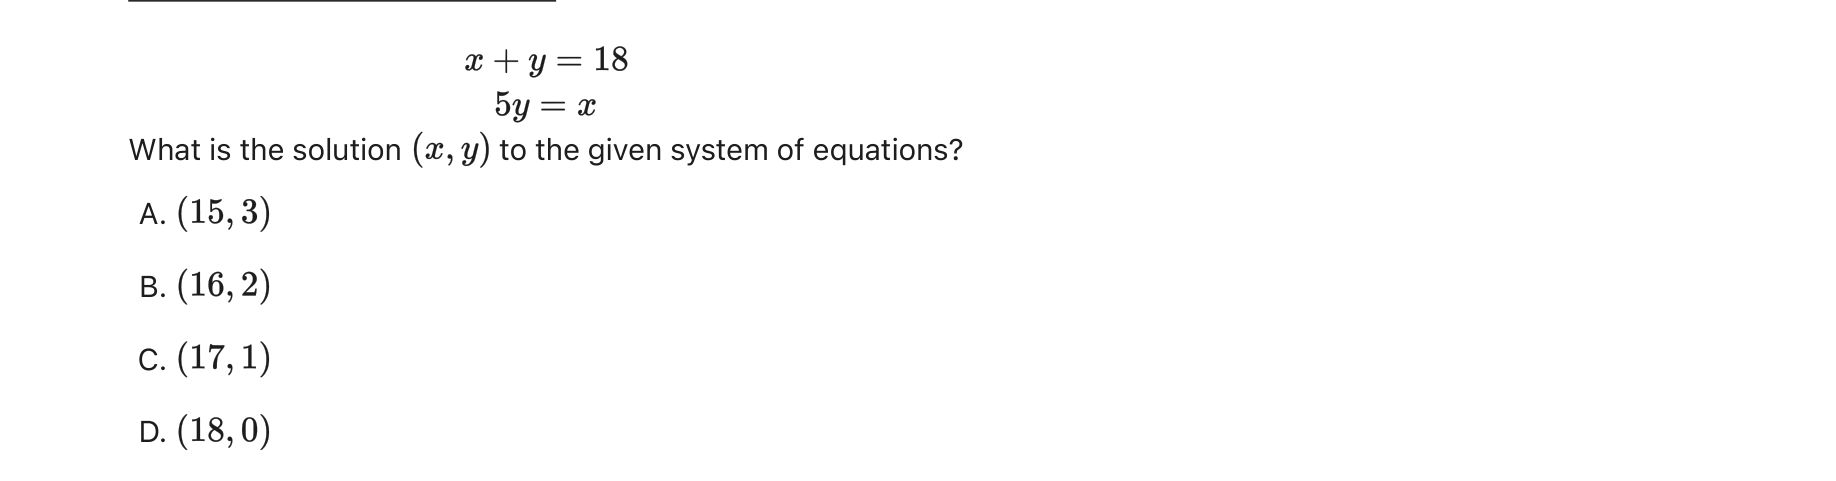 x + y = 18
5y = x
What is the solution (x, y) to the given system of equations?
A. (15, 3)
B. (16, 2)
C. (17, 1)
D. (18, 0)